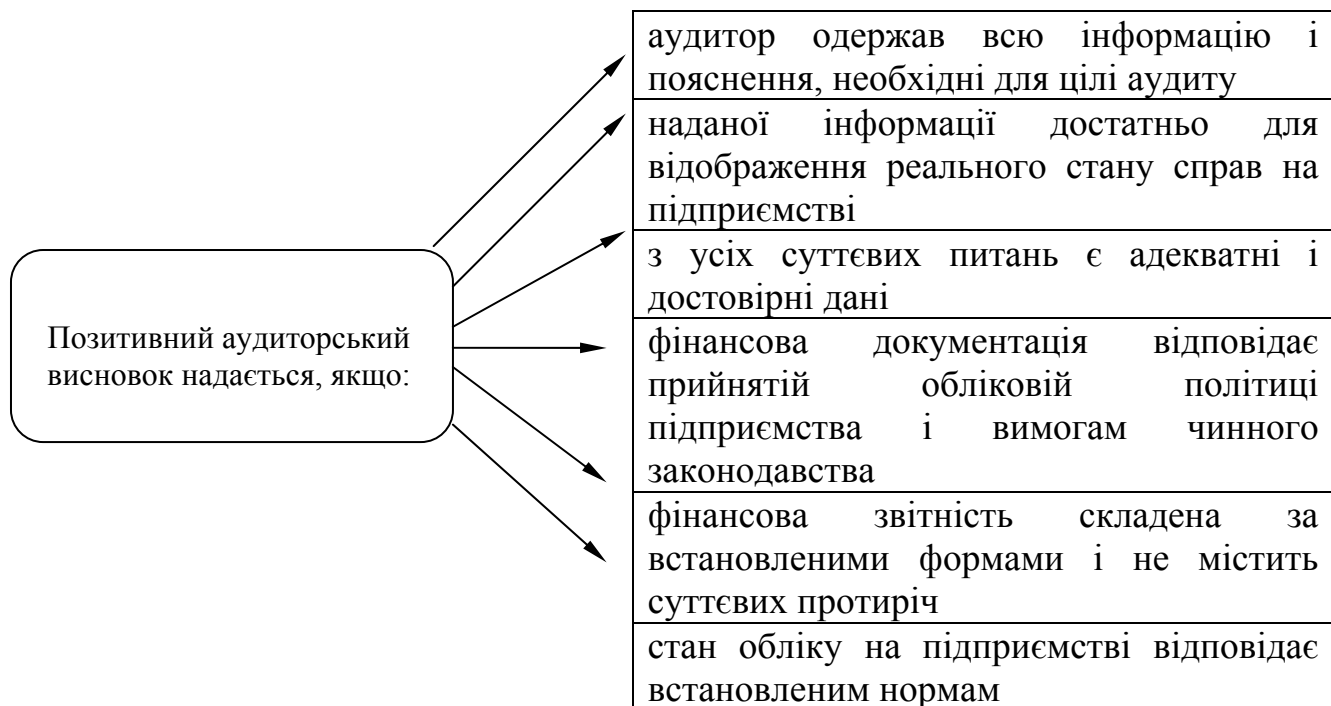 Позитивний аудиторський
висновок надається, якщо:
аудитор одержав всю інформацію і
пояснення, необхідні для цілі аудиту
наданої інформації достатньо для
відображення реального стану справ на
підприємстві
з усіх суттєвих питань є адекватні і
достовірні дані
фінансова документація відповідає
прийнятій обліковій політиці
підприємства і вимогам чинного
законодавства
фінансова звітність складена за
встановленими формами і не містить
суттєвих протиріч
стан обліку на підприємстві відповідає
встановленим нормам